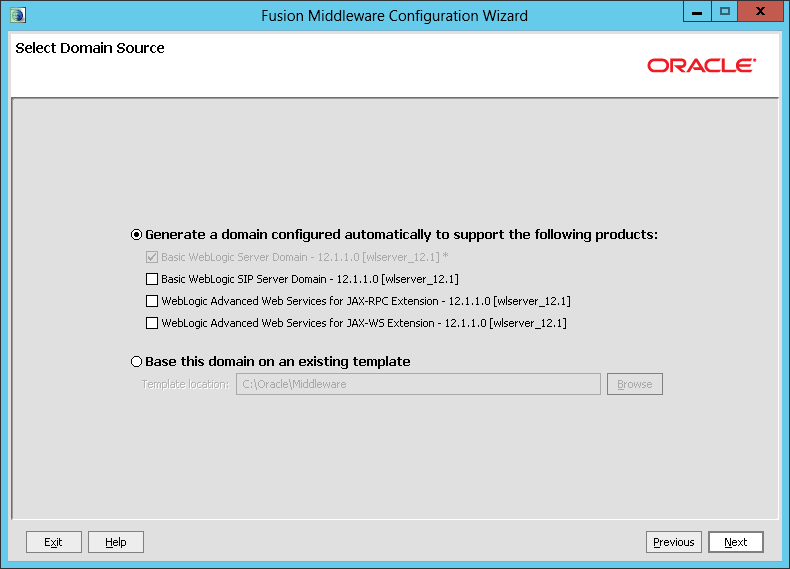 Fusion Middleware Configuration Wizard
Select Domain Source
ORACLE
Generate a domain configured automatically to support the following products:
Basic WebLogic Server Domain - 12.1.1.0 [wlserver_12.1] *
Basic WebLogic SIP Server Domain - 12.1.1.0 [wlserver_12.1]
WebLogic Advanced Web Services for JAX-RPC Extension - 12.1.1.0 [wlserver_12.1]
WebLogic Advanced Web Services for JAX-WS Extension - 12.1.1.0 [wlserver_12.1]
Base this domain on an existing template
Template location: C:\Oracle\Middleware Browse
Exit Help Previous Next